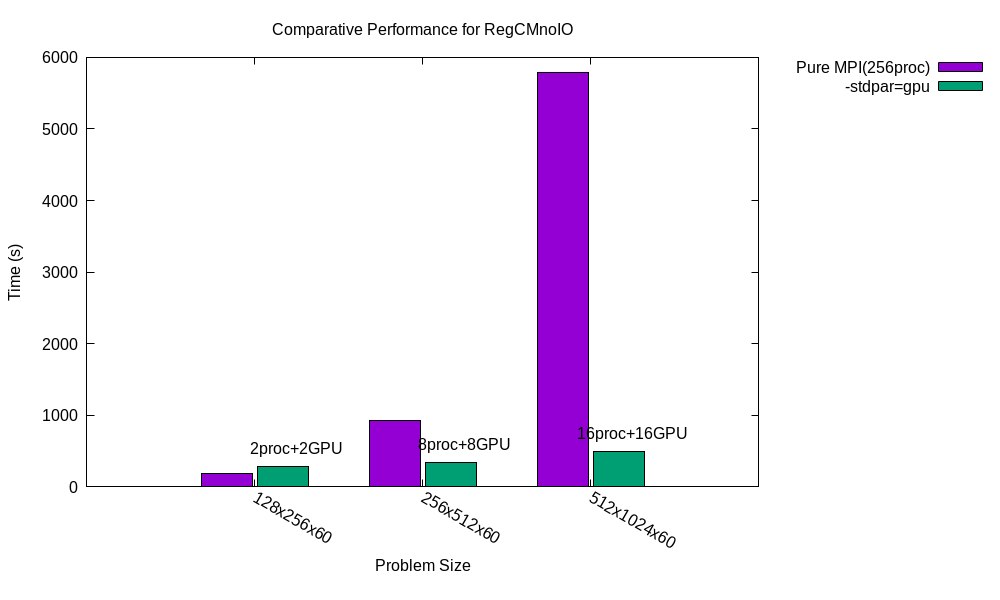 Comparative Performance for RegCMnoIO
Pure MPI(256proc)
-stdpar=gpu
6000
5000
4000
3000
2000
1000
0
Time (s)
2proc+2GPU
8proc+8GPU
16proc+16GPU
128x256x60
256x512x60
512x1024x60
Problem Size